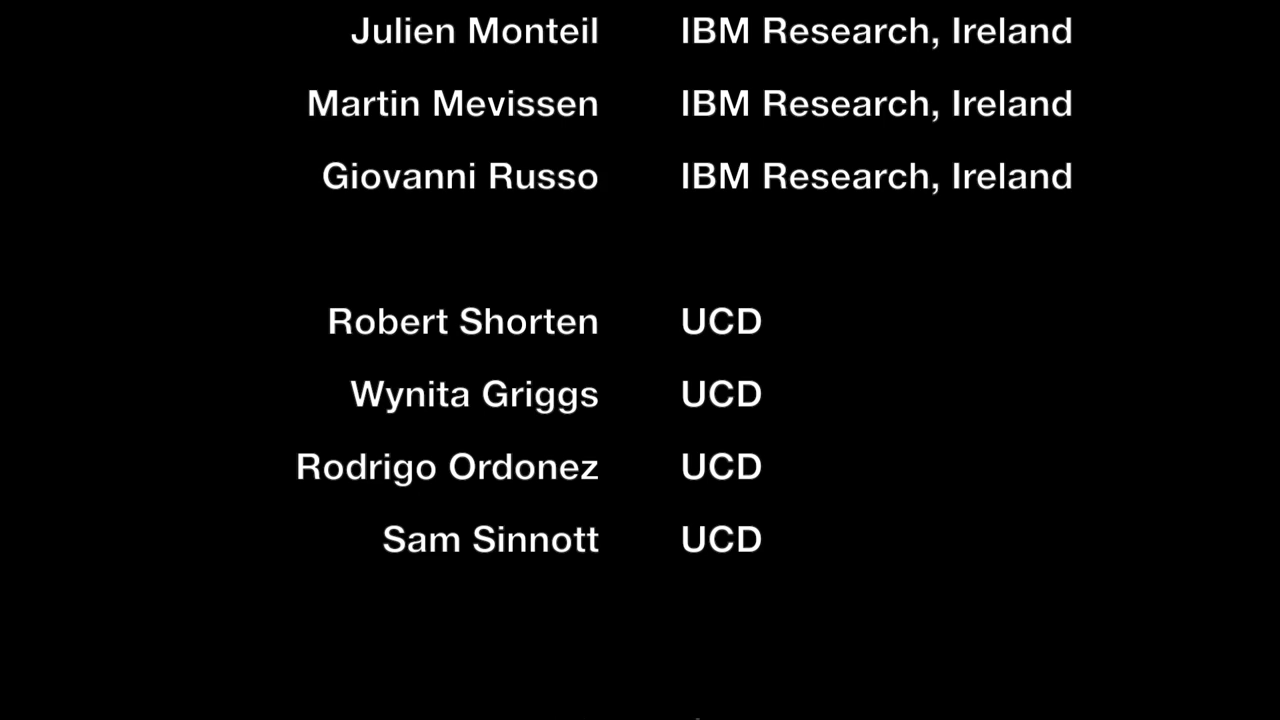 Julien Monteil IBM Research, Ireland
Martin Mevissen IBM Research, Ireland
Giovanni Russo IBM Research, Ireland
Robert Shorten UCD
Wynita Griggs UCD
Rodrigo Ordonez UCD
Sam Sinnott UCD